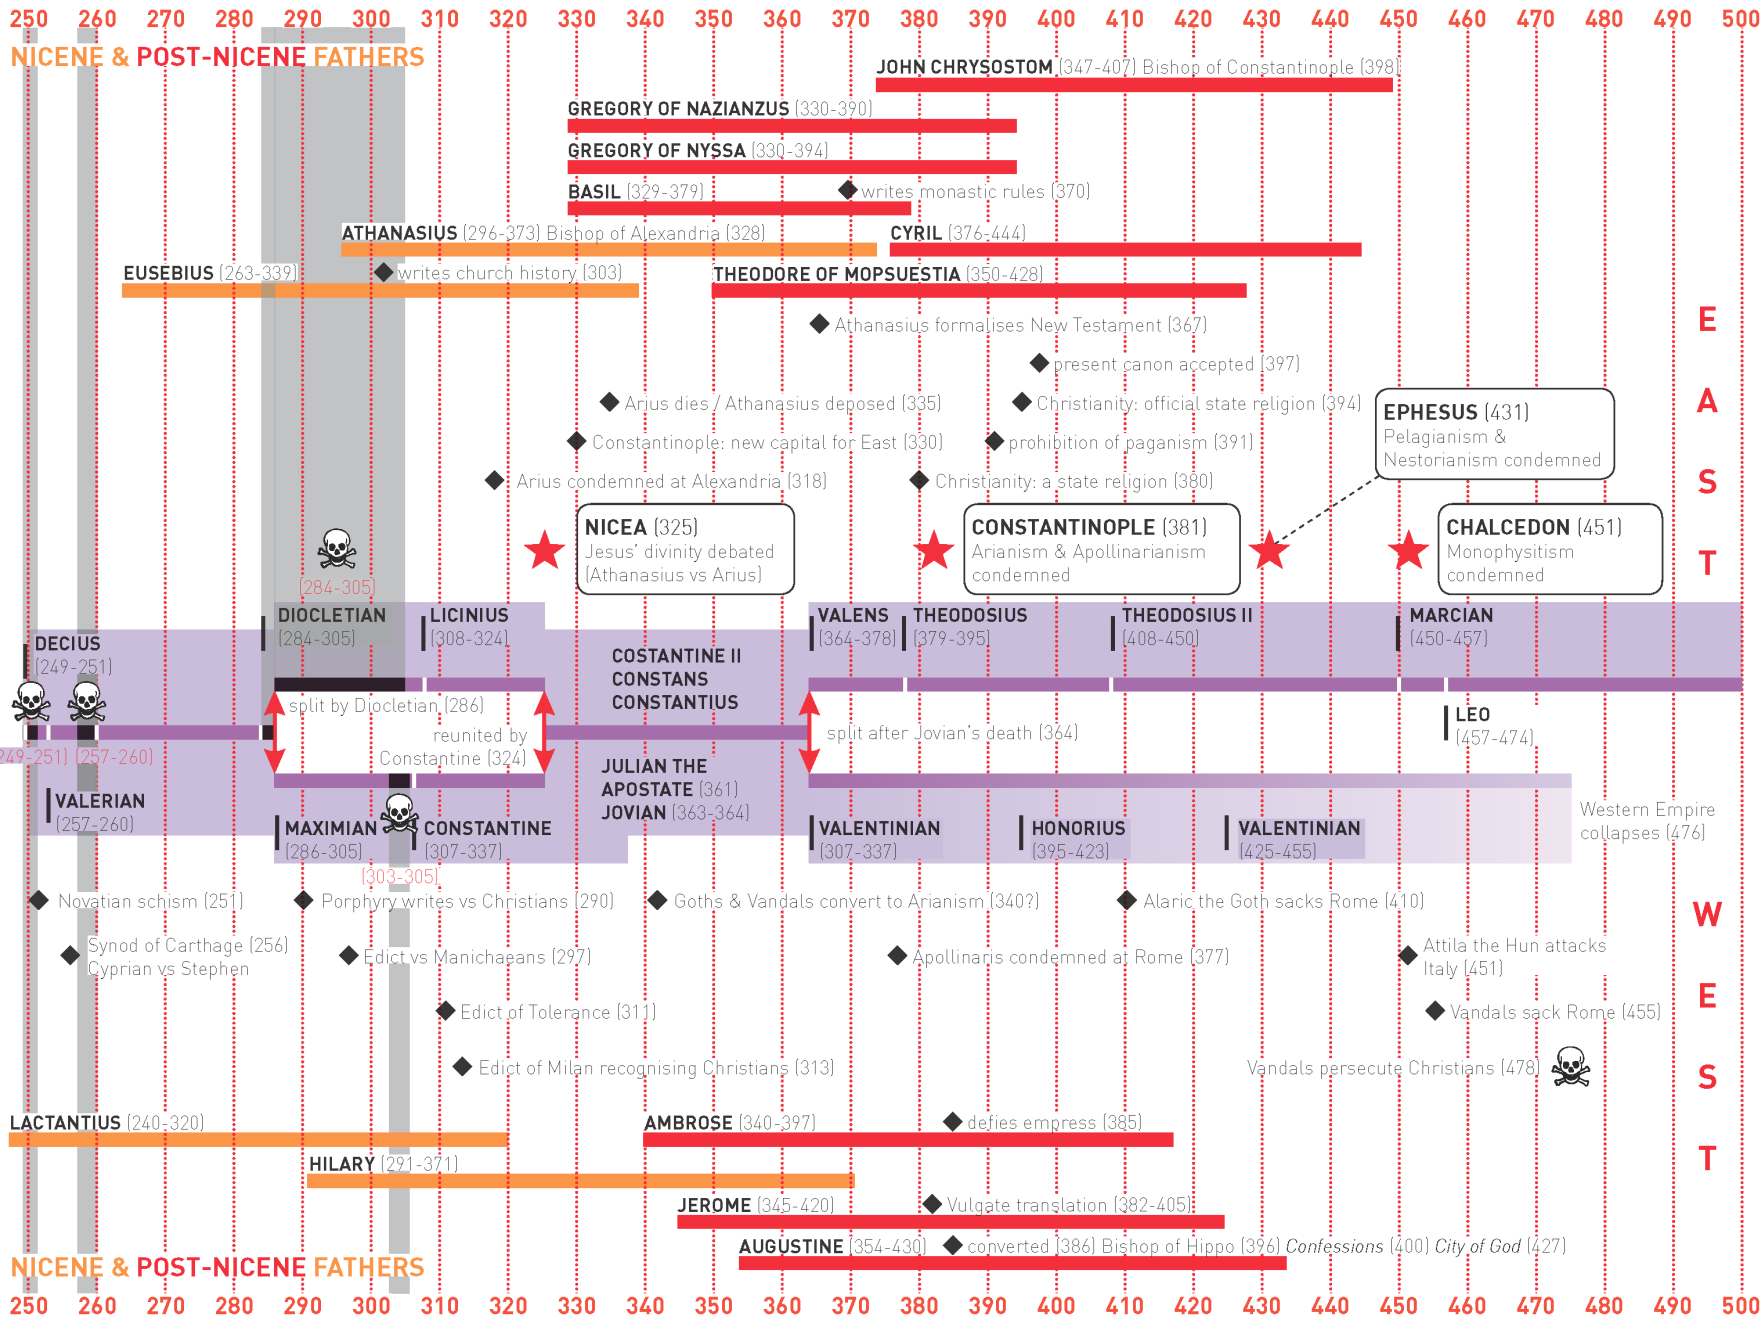 250 260 270 280 290 300 310 320 330 340 350 360 370 380 390 400 410 420 430 440 450 460 470 480 490 500
NICENE & POST-NICENE FATHERS
JOHN CHRYSOSTOM (347-407) Bishop of Constantinople (398)
GREGORY OF NAZIANZUS (330-390)
GREGORY OF NYSSA (330-394)
BASIL (329-379)
writes monastic rules (370)
ATHANASIUS (296-373) Bishop of Alexandria (328)
CYRIL (376-444)
EUSEBIUS (263-339)
writes church history (303)
THEODORE OF MOPSUESTIA (350-428)
Athanasius formalises New Testament (367)
present canon accepted (397)
Arius dies / Athanasius deposed (335)
Christianity: official state religion (394)
Constantinople: new capital for East (330)
prohibition of paganism (391)
Arius condemned at Alexandria (318)
Christianity: a state religion (380)
EPHESUS (431)
Pelagianism &
Nestorianism condemned
EAST
NICEA (325)
Jesus' divinity debated
(Athanasius vs Arius)
CONSTANTINOPLE (381)
Arianism & Apollinarianism
condemned
CHALCEDON (451)
Monophysitism
condemned
(284-305)
DIOCLETIAN
(284-305)
LICINIUS
(308-324)
VALENS
(364-378)
THEODOSIUS
(379-395)
THEODOSIUS II
(408-450)
MARCIAN
(450-457)
DECIUS
(249-251)
COSTANTINE II
CONSTANS
CONSTANTIUS
split by Diocletian (286)
reunited by
Constantine (324)
split after Jovian's death (364)
LEO
(457-474)
249-251) (257-260)
JULIAN THE
APOSTATE (361)
JOVIAN (363-364)
VALERIAN
(257-260)
MAXIMIAN
(286-305)
CONSTANTINE
(307-337)
VALENTINIAN
(307-337)
HONORIUS
(395-423)
VALENTINIAN
(425-455)
Western Empire
collapses (476)
(303-305)
Novatian schism (251)
Porphyry writes vs Christians (290)
Goths & Vandals convert to Arianism (340?)
Alaric the Goth sacks Rome (410)
Synod of Carthage (256)
Cyprian vs Stephen
Edict vs Manichaeans (297)
Apollinaris condemned at Rome (377)
Attila the Hun attacks
Italy (451)
WEST
Edict of Tolerance (311)
Vandals sack Rome (455)
Edict of Milan recognising Christians (313)
Vandals persecute Christians (478)
LACTANTIUS (240-320)
AMBROSE (340-397)
defies empress (385)
HILARY (291-371)
JEROME (345-420)
Vulgate translation (382-405)
AUGUSTINE (354-430)
converted (386) Bishop of Hippo (396) Confessions (400) City of God (427)
NICENE & POST-NICENE FATHERS
250 260 270 280 290 300 310 320 330 340 350 360 370 380 390 400 410 420 430 440 450 460 470 480 490 500